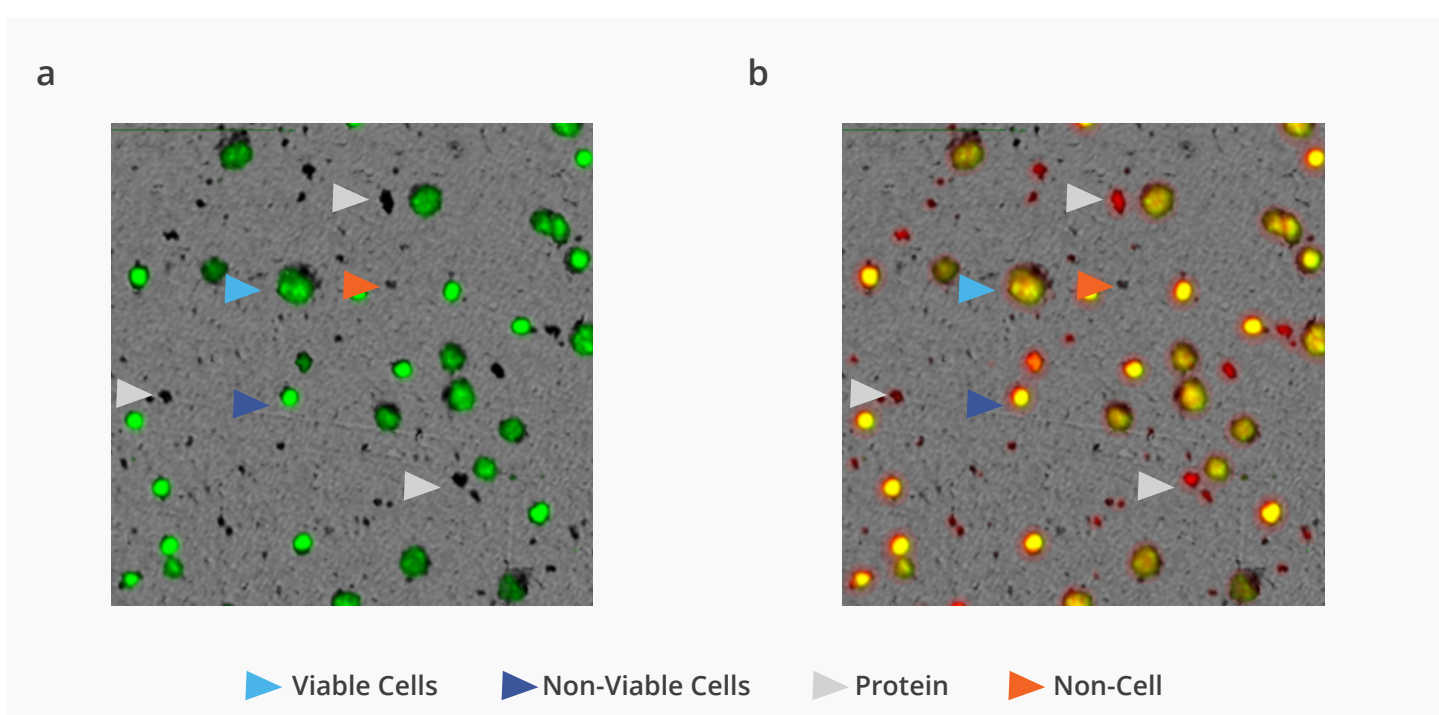 a
b
Viable Cells
Non-Viable Cells
Protein
Non-Cell